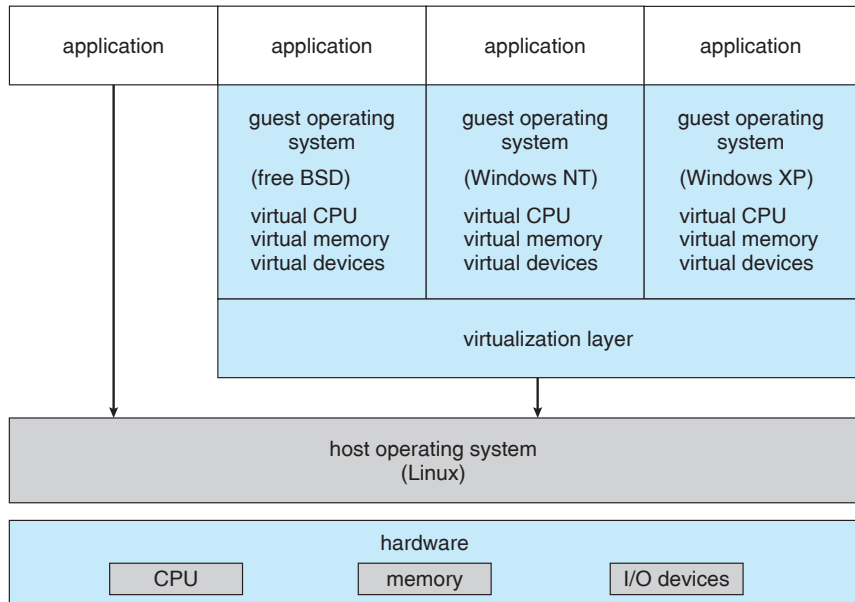 application
application
application
application
guest operating
system
(free BSD)
virtual CPU
virtual memory
virtual devices
guest operating
system
(Windows NT)
virtual CPU
virtual memory
virtual devices
guest operating
system
(Windows XP)
virtual CPU
virtual memory
virtual devices
virtualization layer
host operating system
(Linux)
hardware
CPU
memory
I/O devices